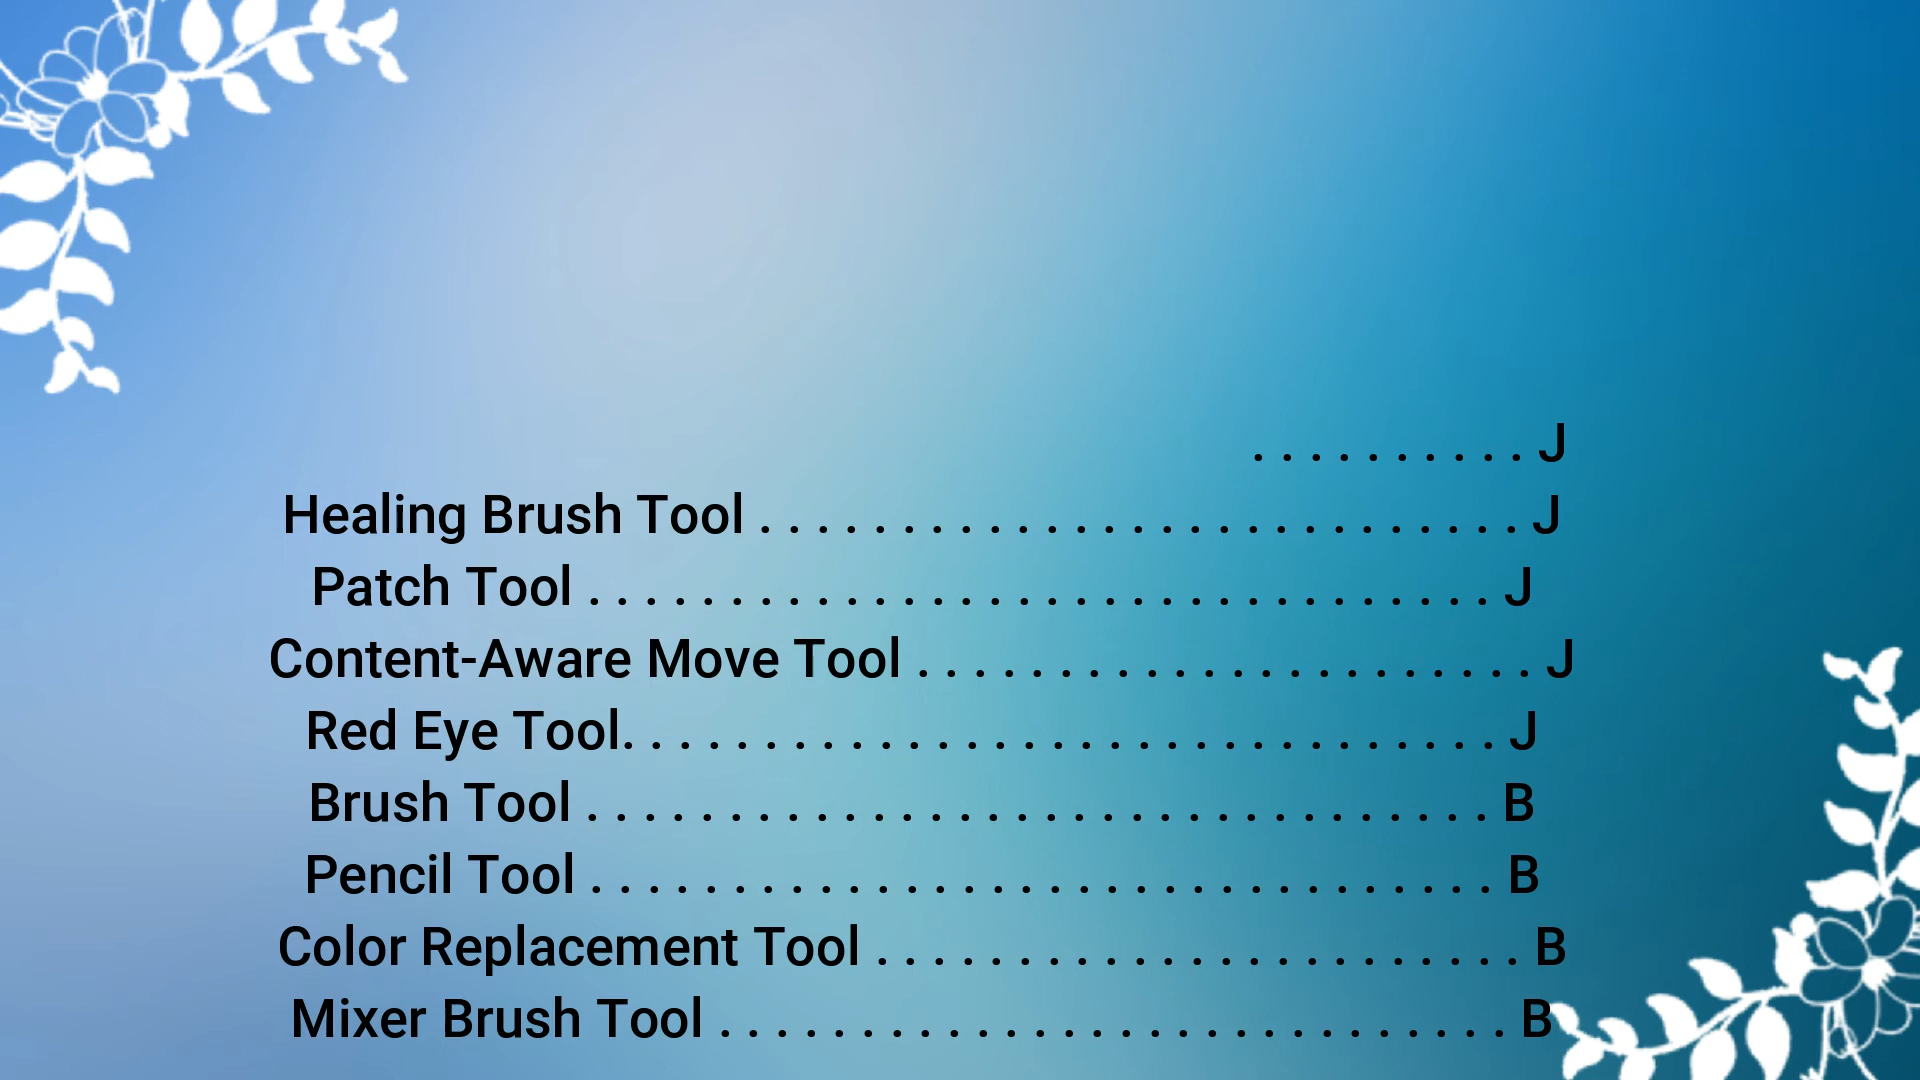 . . . . . . . . . . J
Healing Brush Tool . . . . . . . . . . . . . . . . . . . . . . . . . . . J
Patch Tool . . . . . . . . . . . . . . . . . . . . . . . . . . . . . . . . J
Content-Aware Move Tool . . . . . . . . . . . . . . . . . . . . . . J
Red Eye Tool. . . . . . . . . . . . . . . . . . . . . . . . . . . . . . . J
Brush Tool . . . . . . . . . . . . . . . . . . . . . . . . . . . . . . . . B
Pencil Tool . . . . . . . . . . . . . . . . . . . . . . . . . . . . . . . . B
Color Replacement Tool . . . . . . . . . . . . . . . . . . . . . . . B
Mixer Brush Tool . . . . . . . . . . . . . . . . . . . . . . . . . . . . B